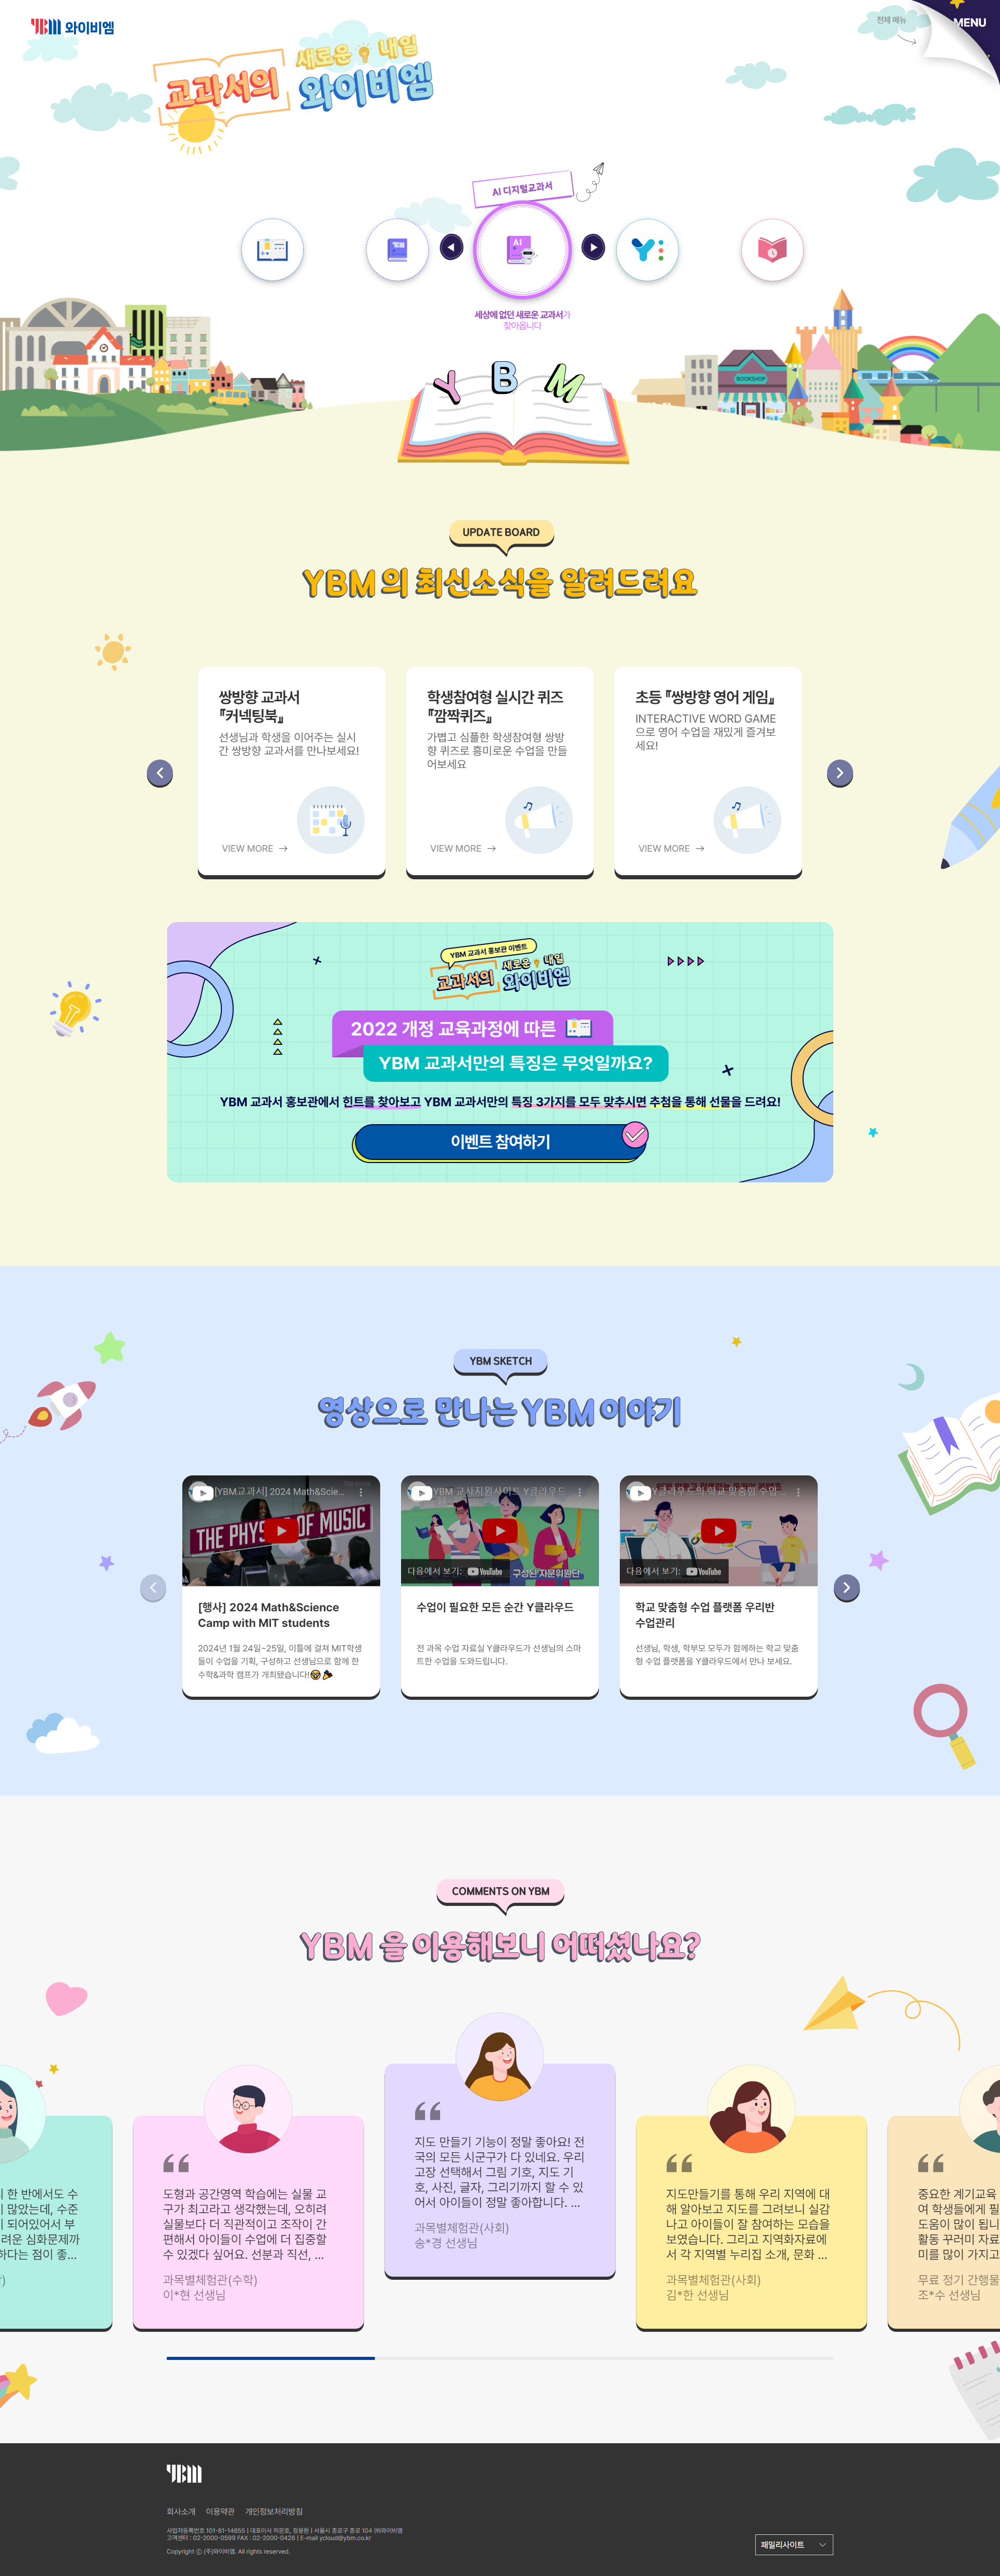 YBM 와이비엠
전체 메뉴
MENU
새로운 내일
교과서의 와이비엠
AI 디지털교과서
YBM
AI
세상에 없던 새로운 교과서가
찾아옵니다
Y B M
BOOKSHOP
UPDATE BOARD
YBM의 최신소식을 알려드려요
쌍방향 교과서
『커넥팅북』
선생님과 학생을 이어주는 실시
간 쌍방향 교과서를 만나보세요!
VIEW MORE →
학생참여형 실시간 퀴즈
『깜짝퀴즈』
가볍고 심플한 학생참여형 쌍방
향 퀴즈로 흥미로운 수업을 만들
어보세요
VIEW MORE →
초등 『쌍방향 영어 게임』
INTERACTIVE WORD GAME
으로 영어 수업을 재밌게 즐겨보
세요!
VIEW MORE →
YBM 교과서 홍보관 이벤트
교과서의 새로운 내일 와이비엠
2022 개정 교육과정에 따른
YBM 교과서만의 특징은 무엇일까요?
YBM 교과서 홍보관에서 힌트를 찾아보고 YBM 교과서만의 특징 3가지를 모두 맞추시면 추첨을 통해 선물을 드려요!
이벤트 참여하기
YBM SKETCH
영상으로 만나는 YBM 이야기
[YBM교과서] 2024 Math&Scie...
THE PHYSICS OF MUSIC
[행사] 2024 Math&Science
Camp with MIT students
2024년 1월 24일~25일, 이틀에 걸쳐 MIT학생
들이 수업을 기획, 구성하고 선생님으로 함께 한
수학&과학 캠프가 개최됐습니다!
YBM 교사지원사이트 Y클라우드
다음에서 보기: YouTube
구성된 자문위원단
수업이 필요한 모든 순간 Y클라우드
전 과목 수업 자료실 Y클라우드가 선생님의 스마
트한 수업을 도와드립니다.
Y클라우드의 학교 맞춤형 수업...
다음에서 보기: YouTube
학교 맞춤형 수업 플랫폼 우리반
수업관리
선생님, 학생, 학부모 모두가 함께하는 학교 맞춤
형 수업 플랫폼을 Y클라우드에서 만나 보세요.
COMMENTS ON YBM
YBM 을 이용해보니 어떠셨나요?
한 반에서도 수
많았는데, 수준
되어있어서 부
려운 심화문제까
하다는 점이 좋...
도형과 공간영역 학습에는 실물 교
구가 최고라고 생각했는데, 오히려
실물보다 더 직관적이고 조작이 간
편해서 아이들이 수업에 더 집중할
수 있겠다 싶어요. 선분과 직선, ...
과목별체험관(수학)
이*현 선생님
지도 만들기 기능이 정말 좋아요! 전
국의 모든 시군구가 다 있네요. 우리
고장 선택해서 그림 기호, 지도 기
호, 사진, 글자, 그리기까지 할 수 있
어서 아이들이 정말 좋아합니다. ...
과목별체험관(사회)
송*경 선생님
지도만들기를 통해 우리 지역에 대
해 알아보고 지도를 그려보니 실감
나고 아이들이 잘 참여하는 모습을
보였습니다. 그리고 지역화자료에
서 각 지역별 누리집 소개, 문화 ...
과목별체험관(사회)
김*한 선생님
중요한 계기교육
여 학생들에게 필
도움이 많이 됩니
활동 꾸러미 자료
미를 많이 가지고
무료 정기 간행물
조*수 선생님
YBM
회사소개 이용약관 개인정보처리방침
사업자등록번호 101-81-14655 | 대표이사 허문호, 정용환 | 서울시 종로구 종로 104 ㈜와이비엠
고객센터 : 02-2000-0599 FAX : 02-2000-0426 | E-mail ycloud@ybm.co.kr
Copyright ⓒ (주)와이비엠. All rights reserved.
패밀리사이트